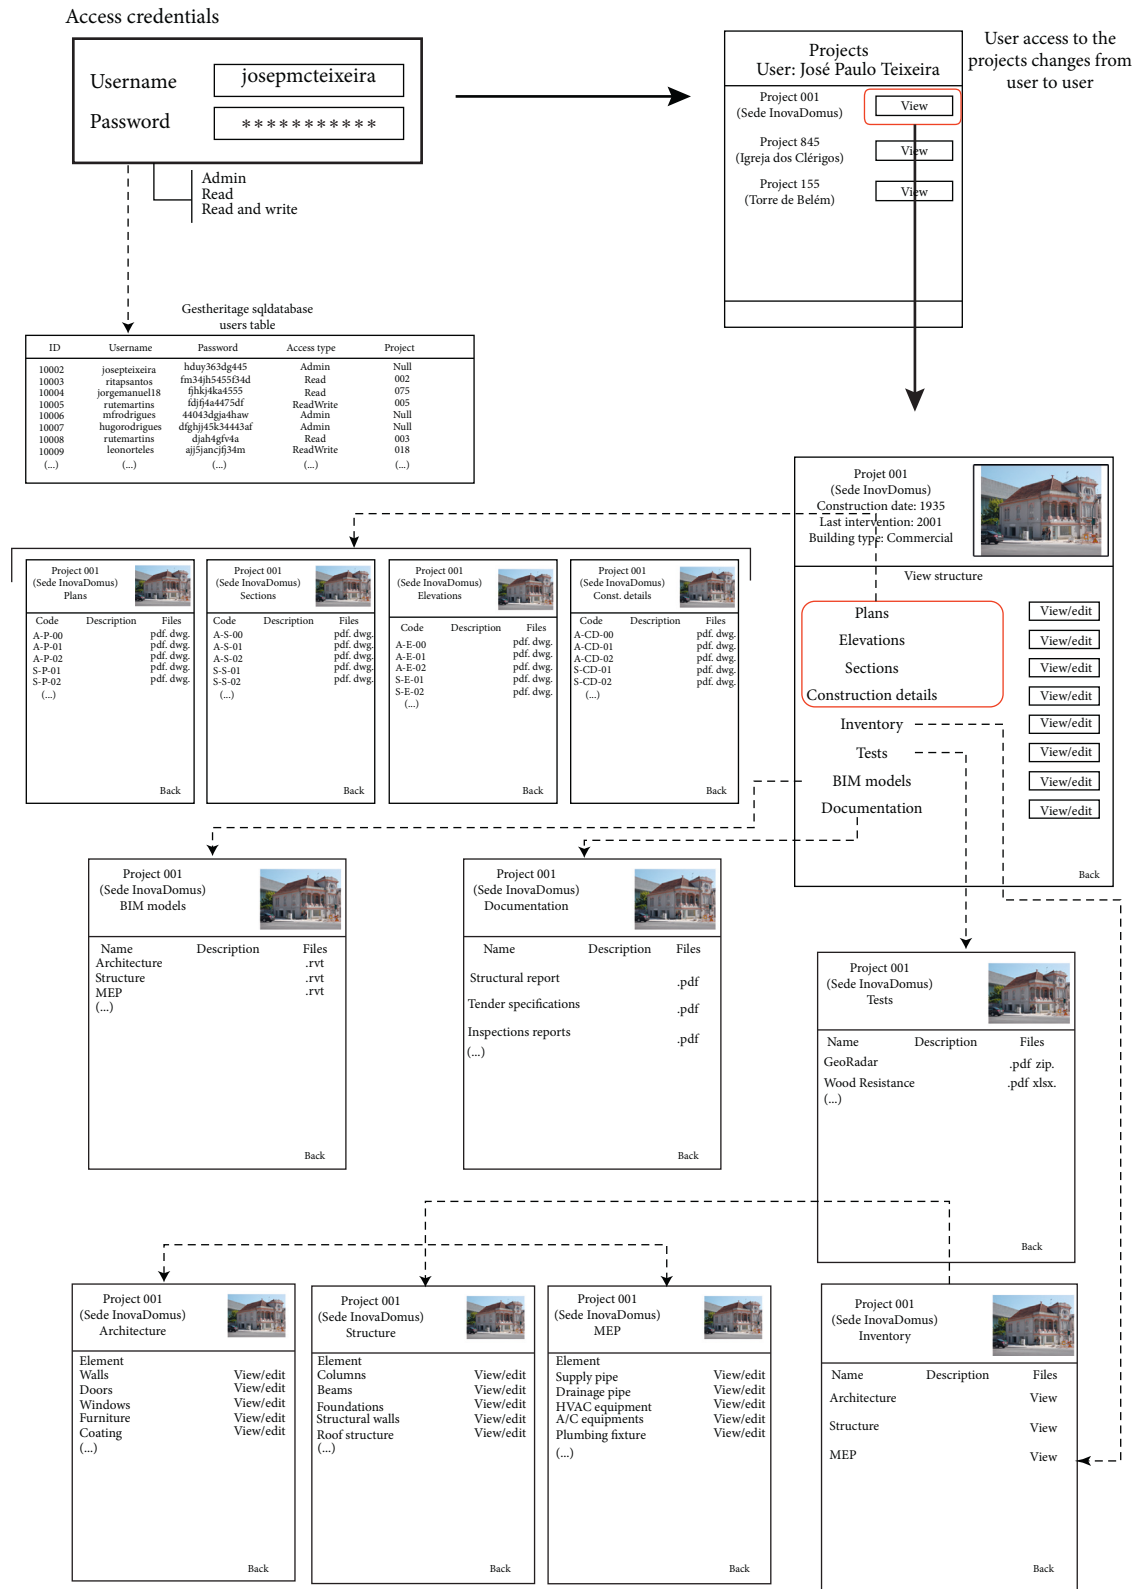 Access credentials
Username
josepmcteixeira
Password
***********
Admin
Read
Read and write
Projects
User: José Paulo Teixeira
Project 001
(Sede InovaDomus)
View
Project 845
(Igreja dos Clérigos)
View
Project 155
(Torre de Belém)
View
User access to the
projects changes from
user to user
Gestheritage sqldatabase
users table
ID Username Password Access type Project
10002 josepteixeira hduy363dg445 Admin Null
10003 ritapsantos fm34jh5455f34d Read 002
10004 jorgemanuel18 fjhkj4ka4555 Read 075
10005 rutemartins fdjfj4a4475df ReadWrite 005
10006 mfrodrigues 44043dgja4haw Admin Null
10007 hugorodrigues dfghjj45k34443af Admin Null
10008 rutemartins djah4gfv4a Read 003
10009 leonorteles ajj5jancjfj34m ReadWrite 018
(...) (...) (...) (...) (...)
Projet 001
(Sede InovDomus)
Construction date: 1935
Last intervention: 2001
Building type: Commercial
View structure
Plans View/edit
Elevations View/edit
Sections View/edit
Construction details View/edit
Inventory View/edit
Tests View/edit
BIM models View/edit
Documentation View/edit
Back
Project 001
(Sede InovaDomus)
Plans
Code Description Files
A-P-00 pdf. dwg.
A-P-01 pdf. dwg.
A-P-02 pdf. dwg.
S-P-01 pdf. dwg.
S-P-02 pdf. dwg.
(...)
Back
Project 001
(Sede InovaDomus)
Sections
Code Description Files
A-S-00 pdf. dwg.
A-S-01 pdf. dwg.
A-S-02 pdf. dwg.
S-S-01 pdf. dwg.
S-S-02 pdf. dwg.
(...)
Back
Project 001
(Sede InovaDomus)
Elevations
Code Description Files
A-E-00 pdf. dwg.
A-E-01 pdf. dwg.
A-E-02 pdf. dwg.
S-E-01 pdf. dwg.
S-E-02 pdf. dwg.
(...)
Back
Project 001
(Sede InovaDomus)
Const. details
Code Description Files
A-CD-00 pdf. dwg.
A-CD-01 pdf. dwg.
A-CD-02 pdf. dwg.
S-CD-01 pdf. dwg.
S-CD-02 pdf. dwg.
(...)
Back
Project 001
(Sede InovaDomus)
BIM models
Name Description Files
Architecture .rvt
Structure .rvt
MEP .rvt
(...)
Back
Project 001
(Sede InovaDomus)
Documentation
Name Description Files
Structural report .pdf
Tender specifications .pdf
Inspections reports .pdf
(...)
Back
Project 001
(Sede InovaDomus)
Tests
Name Description Files
GeoRadar .pdf zip.
Wood Resistance .pdf xlsx.
(...)
Back
Project 001
(Sede InovaDomus)
Architecture
Element
Walls View/edit
Doors View/edit
Windows View/edit
Furniture View/edit
Coating View/edit
(...)
Back
Project 001
(Sede InovaDomus)
Structure
Element
Columns View/edit
Beams View/edit
Foundations View/edit
Structural walls View/edit
Roof structure View/edit
(...)
Back
Project 001
(Sede InovaDomus)
MEP
Element
Supply pipe View/edit
Drainage pipe View/edit
HVAC equipment View/edit
A/C equipments View/edit
Plumbing fixture View/edit
(...)
Back
Project 001
(Sede InovaDomus)
Inventory
Name Description Files
Architecture View
Structure View
MEP View
Back